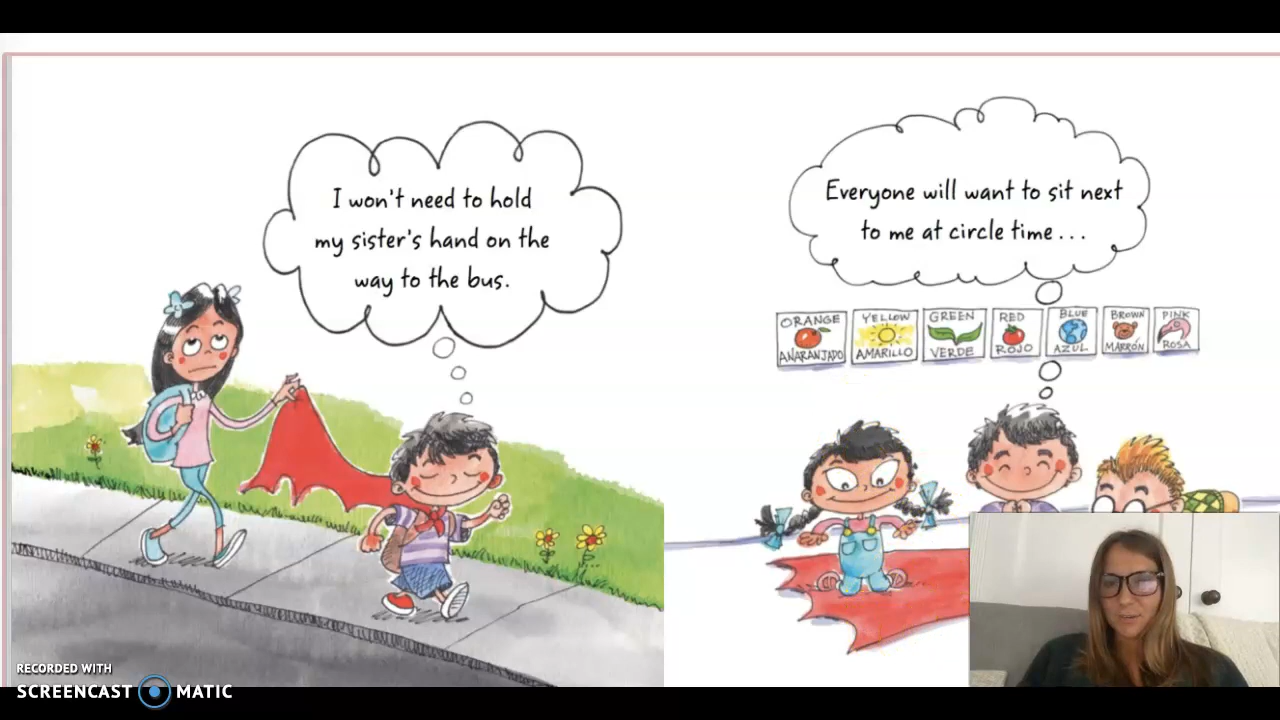 I won't need to hold
my sister's hand on the
way to the bus.
Everyone will want to sit next
to me at circle time...
ORANGE
ANARANJADO
YELLOW
AMARILLO
GREEN
VERDE
RED
ROJO
BLUE
AZUL
BROWN
MARRÓN
PINK
ROSA
RECORDED WITH
SCREENCAST MATIC